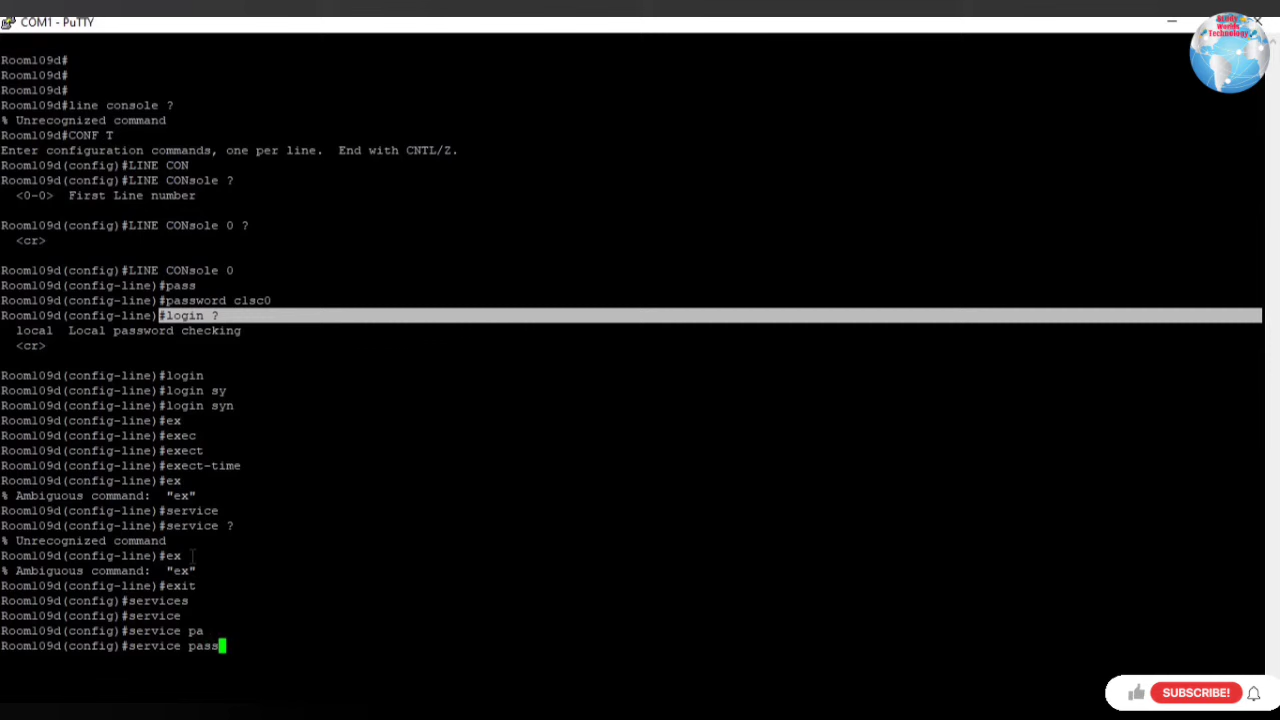 COM1 - PuTTY
Study
Worlds
Technology
Room109d#
Room109d#
Room109d#
Room109d#line console ?
% Unrecognized command
Room109d#CONF T
Enter configuration commands, one per line.  End with CNTL/Z.
Room109d(config)#LINE CON
Room109d(config)#LINE CONsole ?
<0-0>  First Line number
Room109d(config)#LINE CONsole 0 ?
<cr>
Room109d(config)#LINE CONsole 0
Room109d(config-line)#pass
Room109d(config-line)#password clsc0
Room109d(config-line)#login ?
local  Local password checking
<cr>
Room109d(config-line)#login
Room109d(config-line)#login sy
Room109d(config-line)#login syn
Room109d(config-line)#ex
Room109d(config-line)#exec
Room109d(config-line)#exect
Room109d(config-line)#exect-time
Room109d(config-line)#ex
% Ambiguous command:  "ex"
Room109d(config-line)#service
Room109d(config-line)#service ?
% Unrecognized command
Room109d(config-line)#ex
% Ambiguous command:  "ex"
Room109d(config-line)#exit
Room109d(config)#services
Room109d(config)#service
Room109d(config)#service pa
Room109d(config)#service pass
SUBSCRIBE!